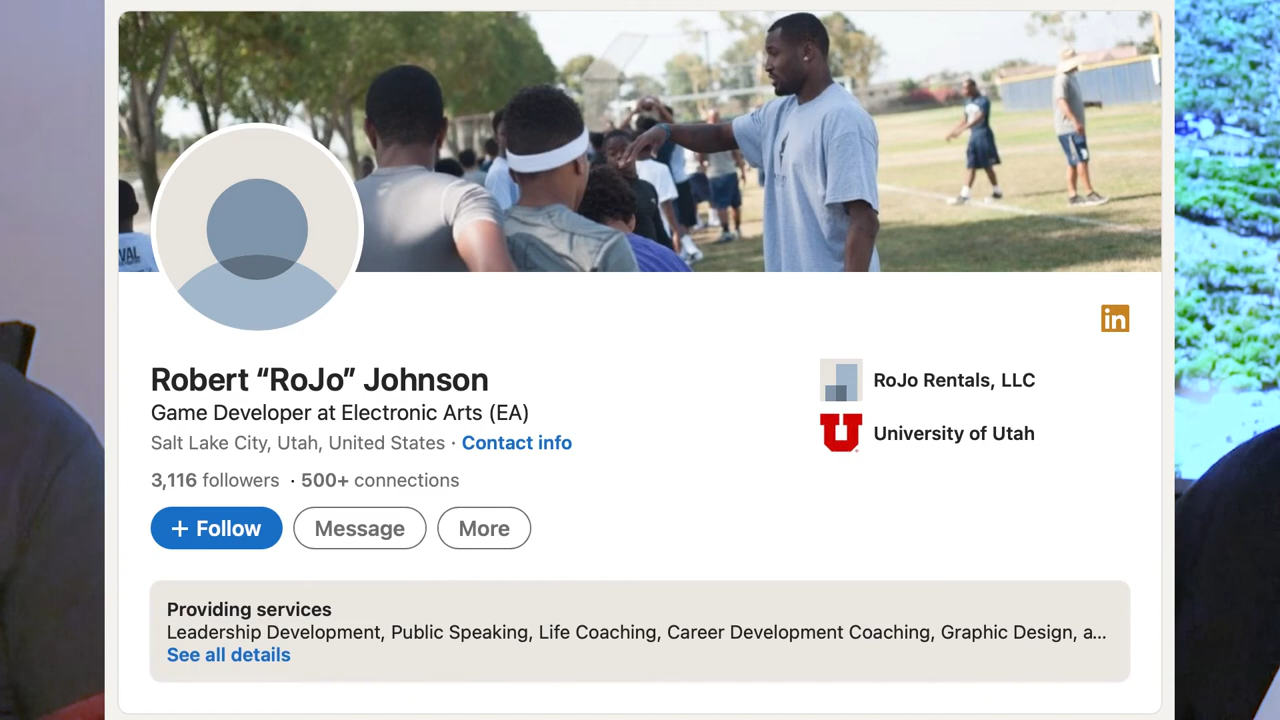 VAL
in
Robert “RoJo” Johnson
Game Developer at Electronic Arts (EA)
Salt Lake City, Utah, United States · Contact info
3,116 followers · 500+ connections
+ Follow
Message
More
RoJo Rentals, LLC
U
University of Utah
Providing services
Leadership Development, Public Speaking, Life Coaching, Career Development Coaching, Graphic Design, a...
See all details